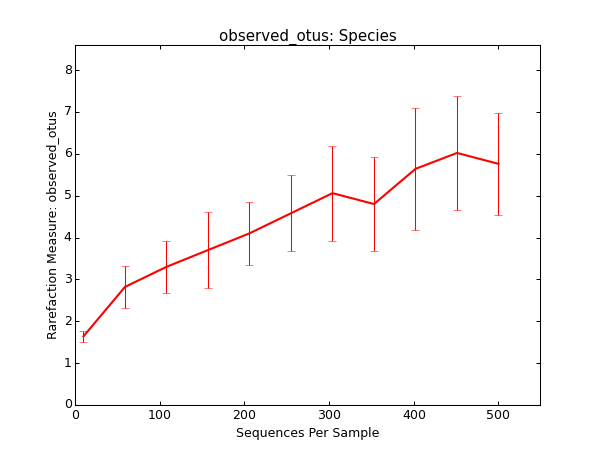 observed_otus: Species
Rarefaction Measure: observed_otus
8
7
6
5
4
3
2
1
0
0 100 200 300 400 500
Sequences Per Sample